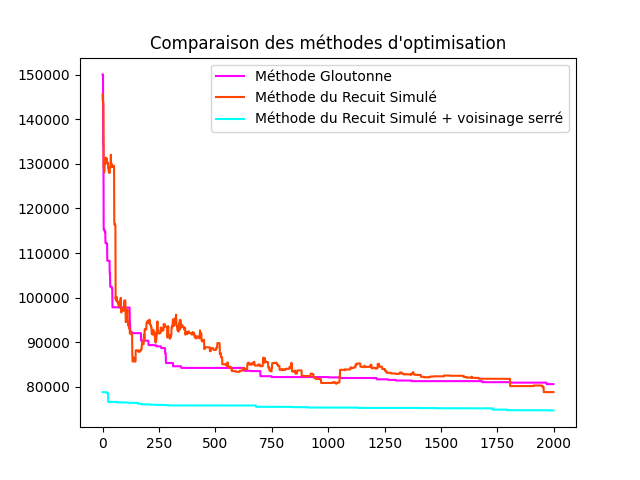 Comparaison des méthodes d'optimisation
Méthode Gloutonne
Méthode du Recuit Simulé
Méthode du Recuit Simulé + voisinage serré
150000
140000
130000
120000
110000
100000
90000
80000
0 250 500 750 1000 1250 1500 1750 2000